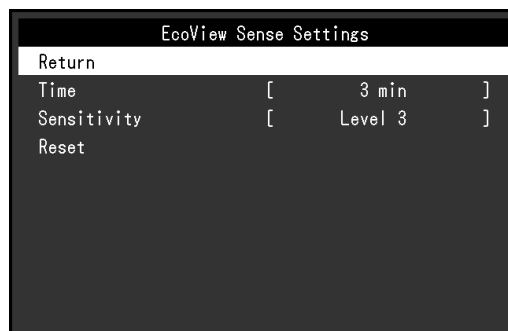 EcoView Sense Settings
Return
Time [ 3 min ]
Sensitivity [ Level 3 ]
Reset